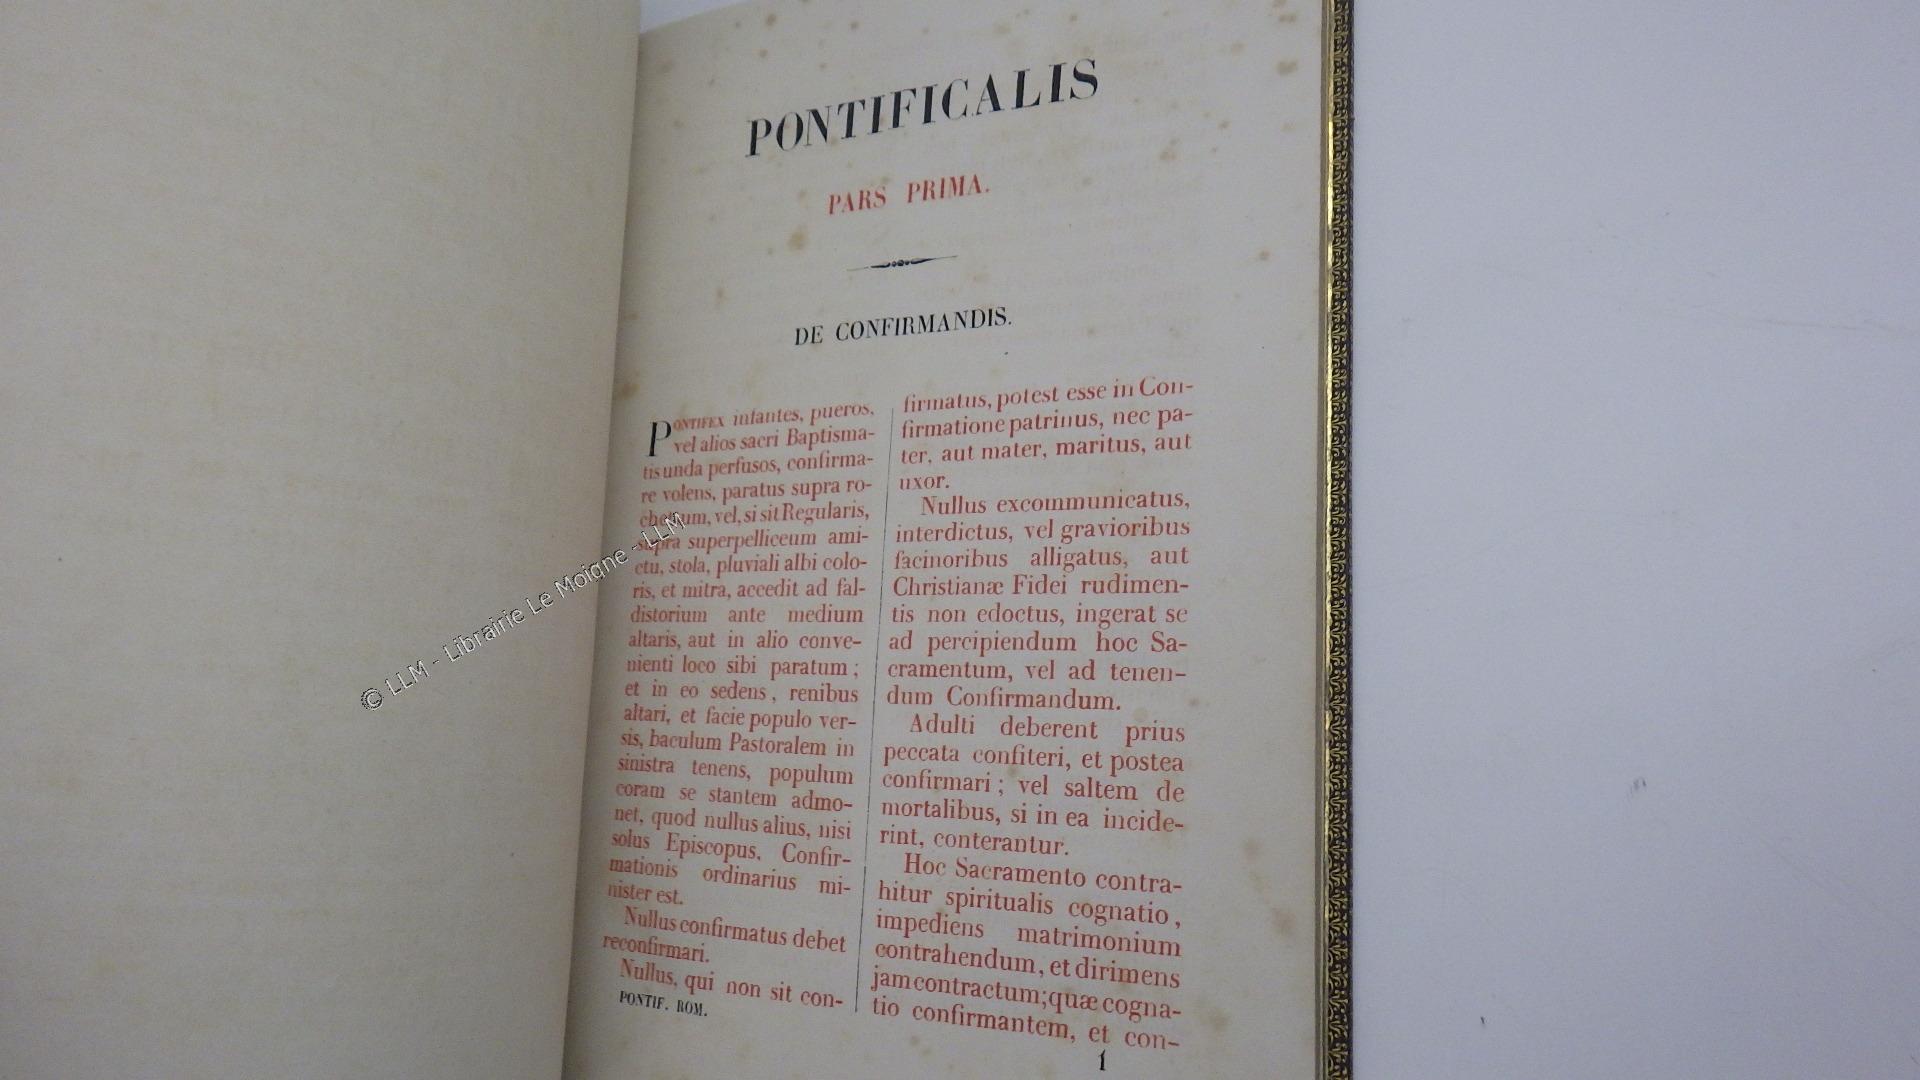 PONTIFICALIS
PARS PRIMA.
DE CONFIRMANDIS.
PONTIFEX infantes, pueros,
vel alios sacri Baptisma-
tis unda perfusos, confirma-
re volens, paratus supra ro-
chettum, vel, si sit Regularis,
supra superpelliceum ami-
ctu, stola, pluviali albi colo-
ris, et mitra, accedit ad fal-
distorium ante medium
altaris, aut in alio conve-
nienti loco sibi paratum;
et in eo sedens, renibus
altari, et facie populo ver-
sis, baculum Pastoralem in
sinistra tenens, populum
coram se stantem admo-
net, quod nullus alius, nisi
solus Episcopus, Confir-
mationis ordinarius mi-
nister est.
Nullus confirmatus debet
reconfirmari.
Nullus, qui non sit con-
PONTIF. ROM.
firmatus, potest esse in Con-
firmatione patrinus, nec pa-
ter, aut mater, maritus, aut
uxor.
Nullus excommunicatus,
interdictus, vel gravioribus
facinoribus alligatus, aut
Christianæ Fidei rudimen-
tis non edoctus, ingerat se
ad percipiendum hoc Sa-
cramentum, vel ad tenen-
dum Confirmandum.
Adulti deberent prius
peccata confiteri, et postea
confirmari; vel saltem de
mortalibus, si in ea incide-
rint, conterantur.
Hoc Sacramento contra-
hitur spiritualis cognatio,
impediens matrimonium
contrahendum, et dirimens
jam contractum; quæ cogna-
tio confirmantem, et con-
1
© LLM - Librairie Le Moigne - LLM